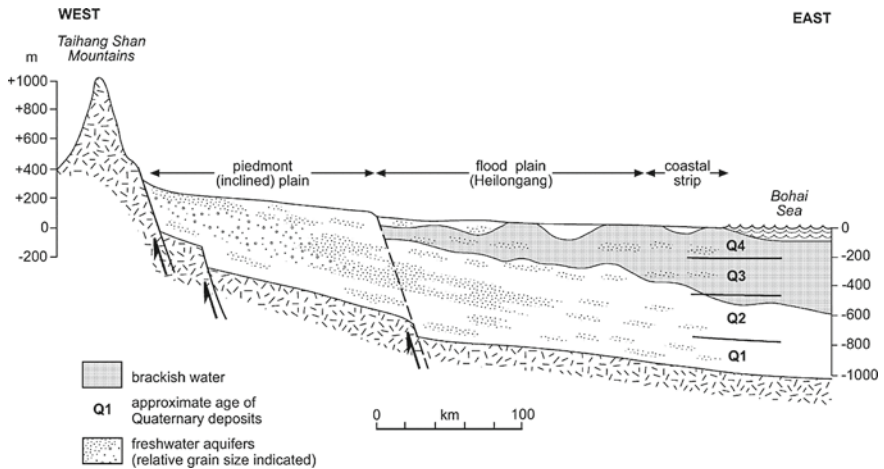 WEST
EAST
Taihang Shan
Mountains
m
+1000
+800
+600
+400
+200
0
-200
piedmont
(inclined) plain
flood plain
(Heilongang)
coastal
strip
Bohai
Sea
0
-200
-400
-600
-800
-1000
Q4
Q3
Q2
Q1
brackish water
Q1 approximate age of
Quaternary deposits
freshwater aquifers
(relative grain size indicated)
0 km 100